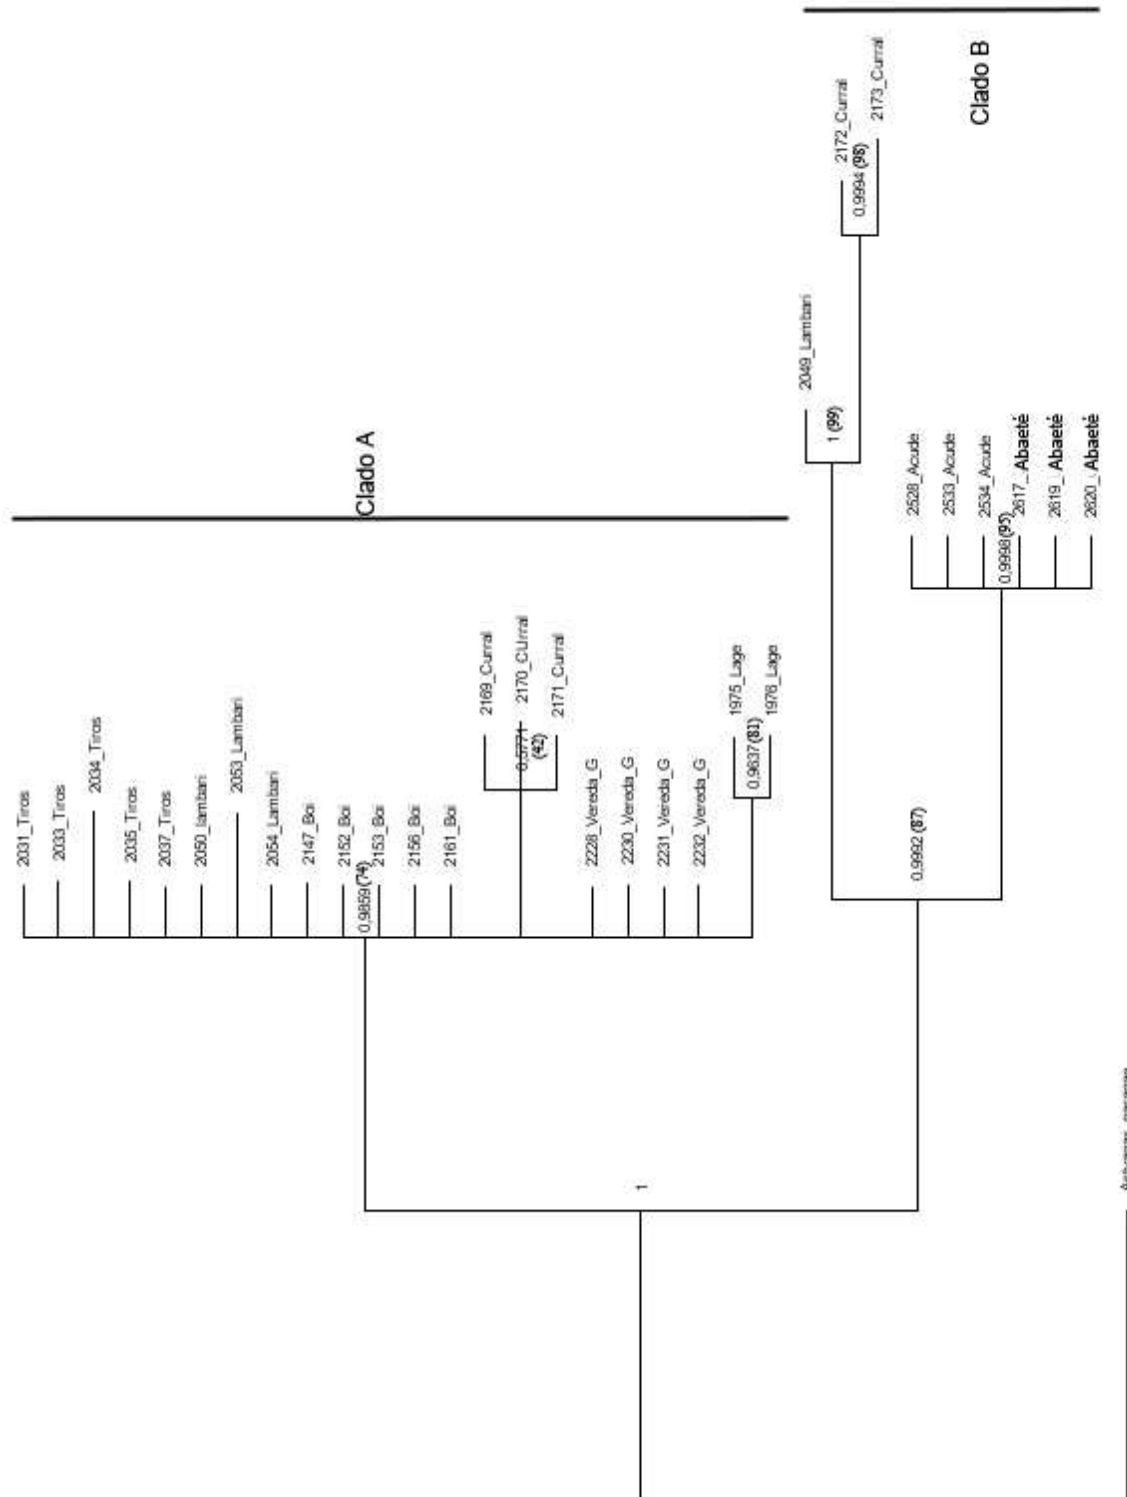 2031_Tiros
2033_Tiros
2034_Tiros
2035_Tiros
2037_Tiros
2050_lambari
2053_Lambari
2054_Lambari
2147_Boi
2152_Boi
0,9859(74)
2153_Boi
2156_Boi
2161_Boi
2169_Curral
2170_CUrral
0,5771
(42)
2171_Curral
2228_Vereda_G
2230_Vereda_G
2231_Vereda_G
2232_Vereda_G
1975_Lage
0,9637(81)
1976_Lage
Clado A
1
2049_Lambari
1 (99)
2172_Curral
0,9994 (98)
2173_Curral
0,9992 (87)
2528_Acude
2533_Acude
2534_Acude
0,9998(95)
2617_Abaeté
2619_Abaeté
2620_Abaeté
Clado B